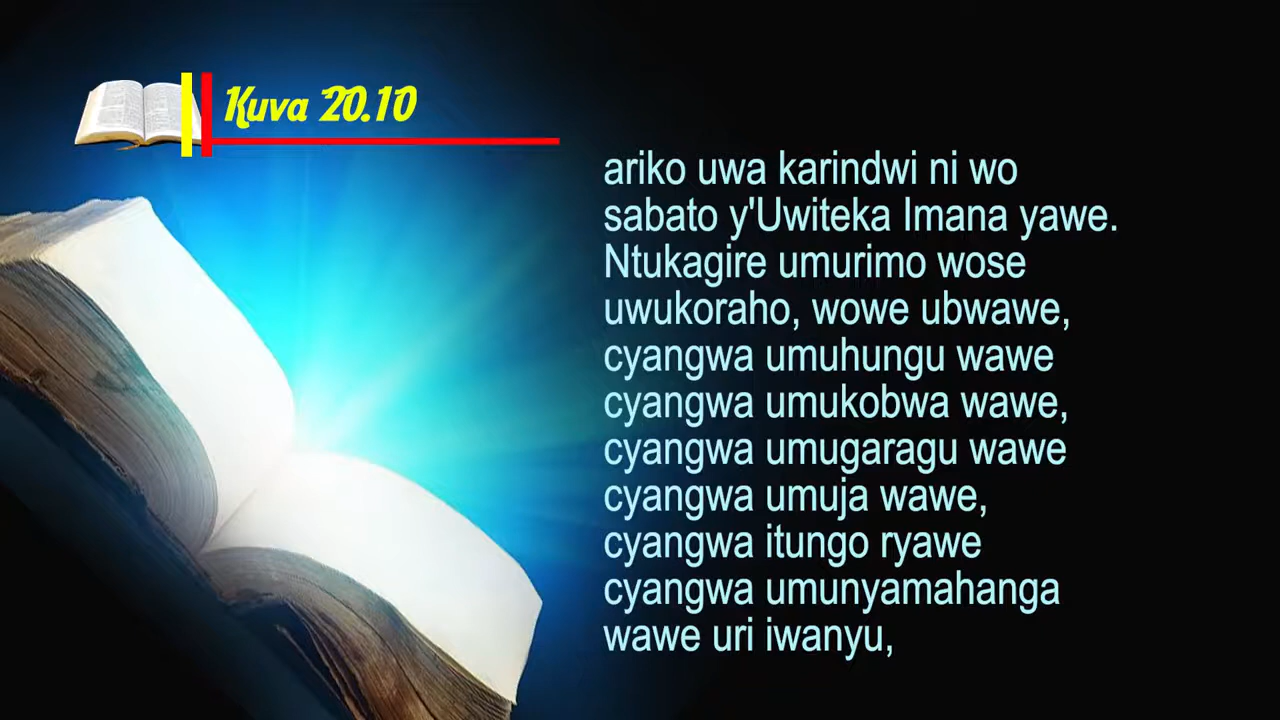 Kuva 20.10
ariko uwa karindwi ni wo
sabato y'Uwiteka Imana yawe.
Ntukagire umurimo wose
uwukoraho, wowe ubwawe,
cyangwa umuhungu wawe
cyangwa umukobwa wawe,
cyangwa umugaragu wawe
cyangwa umuja wawe,
cyangwa itungo ryawe
cyangwa umunyamahanga
wawe uri iwanyu,